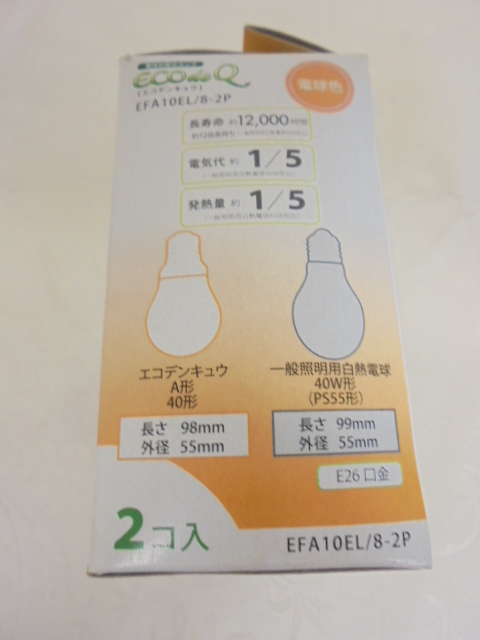 ECO de Q
[エコデンキュウ]
EFA10EL/8-2P
電球色
長寿命 約12,000時間
電気代 約 1/5
発熱量 約 1/5
エコデンキュウ
A形
40形
長さ 98mm
外径 55mm
一般照明用白熱電球
40W形
(PS55形)
長さ 99mm
外径 55mm
E26口金
2コ入
EFA10EL/8-2P